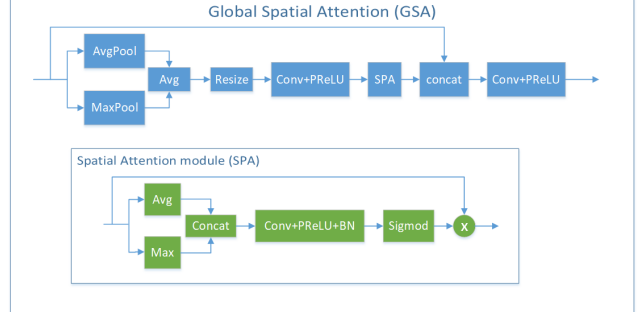 Global Spatial Attention (GSA)
AvgPool
MaxPool
Avg
Resize
Conv+PReLU
SPA
concat
Conv+PReLU
Spatial Attention module (SPA)
Avg
Max
Concat
Conv+PReLU+BN
Sigmod
X